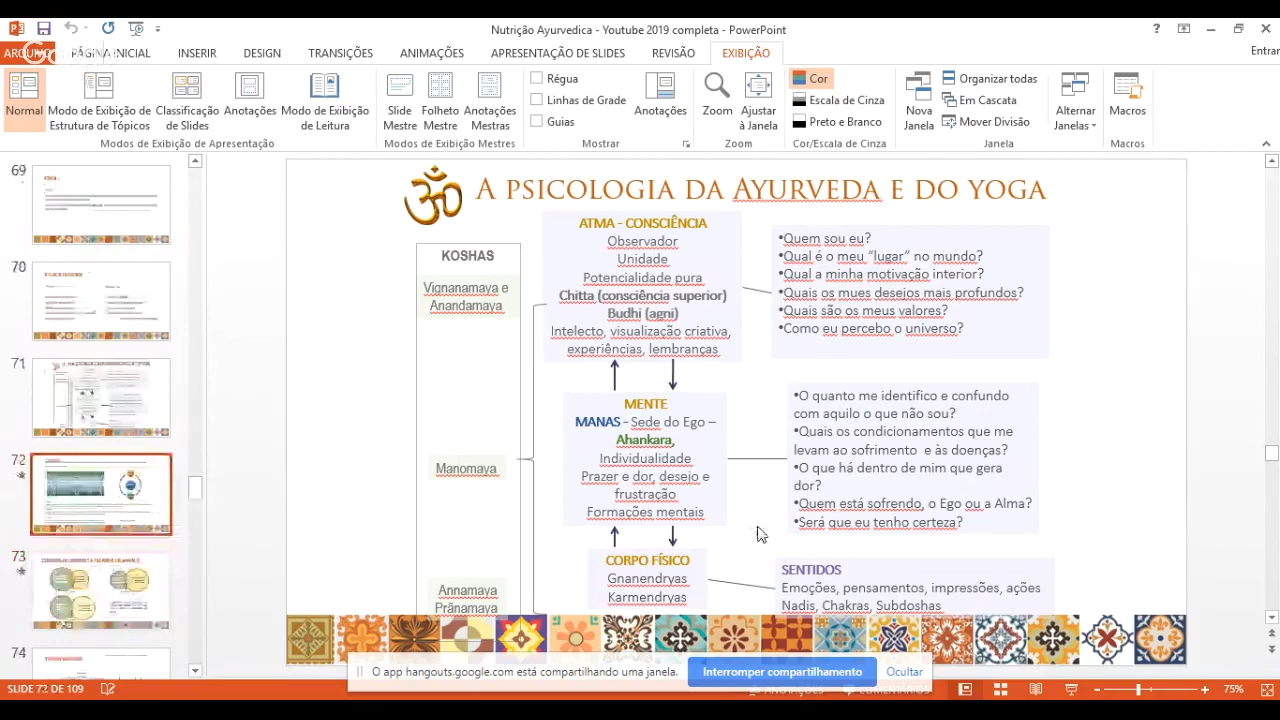 Nutrição Ayurvedica - Youtube 2019 completa - PowerPoint
ARQUIVO PÁGINA INICIAL INSERIR DESIGN TRANSIÇÕES ANIMAÇÕES APRESENTAÇÃO DE SLIDES REVISÃO EXIBIÇÃO Entrar
Normal
Modo de Exibição de Estrutura de Tópicos
Classificação de Slides
Anotações
Modo de Exibição de Leitura
Slide Mestre
Folheto Mestre
Anotações Mestras
Régua
Linhas de Grade
Guias
Anotações
Zoom
Ajustar à Janela
Cor
Escala de Cinza
Preto e Branco
Nova Janela
Organizar todas
Em Cascata
Mover Divisão
Alternar Janelas
Macros
Modos de Exibição de Apresentação
Modos de Exibição Mestres
Mostrar
Zoom
Cor/Escala de Cinza
Janela
Macros
69
70
71
72
73
74
A PSICOLOGIA DA AYURVEDA E DO YOGA
KOSHAS
Vignanamaya e
Anandamaya
Manomaya
Annamaya
Prãnamaya
ATMA - CONSCIÊNCIA
Observador
Unidade
Potencialidade pura
Chitta (consciência superior)
Budhi (agni)
Intelecto, visualização criativa,
experiências, lembranças
•Quem sou eu?
•Qual é o meu “lugar” no mundo?
•Qual a minha motivação interior?
•Quais os mues desejos mais profundos?
•Quais são os meus valores?
•Como eu percebo o universo?
MENTE
MANAS - Sede do Ego –
Ahankara,
Individualidade
Prazer e dor, desejo e
frustração
Formações mentais
•O quanto me identifico e confundo
com aquilo o que não sou?
•Quais os condicionamentos que me
levam ao sofrimento e às doenças?
•O que há dentro de mim que gera
dor?
•Quem está sofrendo, o Ego ou a Alma?
•Será que eu tenho certeza?
CORPO FÍSICO
Gnanendryas
Karmendryas
SENTIDOS
Emoções, pensamentos, impressões, ações
Nadis, Chakras, Subdoshas
O app hangouts.google.com está compartilhando uma janela. Interromper compartilhamento Ocultar
SLIDE 72 DE 109 ANOTAÇÕES COMENTÁRIOS 75%